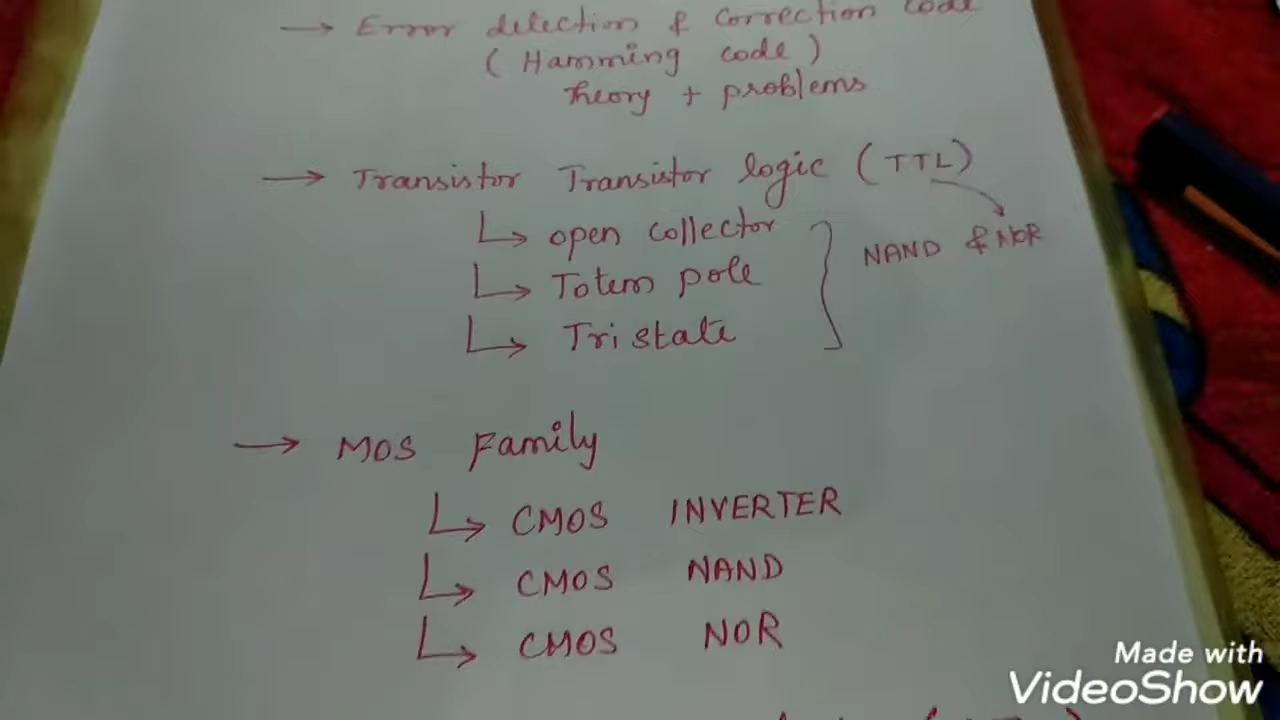 → Error detection & correction code
( Hamming code )
Theory + problems
→ Transistor Transistor logic ( TTL )
↳ open collector
↳ Totem pole
↳ Tri state
NAND & NOR
→ MOS Family
↳ CMOS INVERTER
↳ CMOS NAND
↳ CMOS NOR
Made with
VideoShow